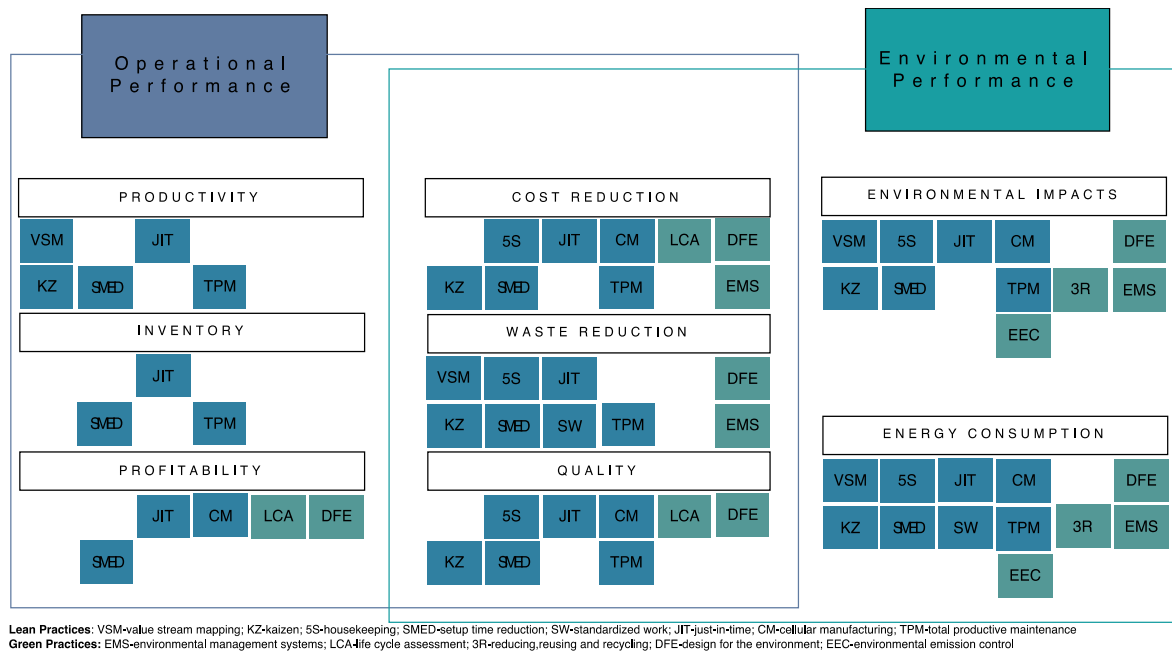 Operational
Performance
Environmental
Performance
PRODUCTIVITY
VSM JIT
KZ SMED TPM
INVENTORY
JIT
SMED TPM
PROFITABILITY
JIT CM LCA DFE
SMED
COST REDUCTION
5S JIT CM LCA DFE
KZ SMED TPM EMS
WASTE REDUCTION
VSM 5S JIT DFE
KZ SMED SW TPM EMS
QUALITY
5S JIT CM LCA DFE
KZ SMED TPM
ENVIRONMENTAL IMPACTS
VSM 5S JIT CM DFE
KZ SMED TPM 3R EMS
EEC
ENERGY CONSUMPTION
VSM 5S JIT CM DFE
KZ SMED SW TPM 3R EMS
EEC
Lean Practices: VSM-value stream mapping; KZ-kaizen; 5S-housekeeping; SMED-setup time reduction; SW-standardized work; JIT-just-in-time; CM-cellular manufacturing; TPM-total productive maintenance
Green Practices: EMS-environmental management systems; LCA-life cycle assessment; 3R-reducing,reusing and recycling; DFE-design for the environment; EEC-environmental emission control